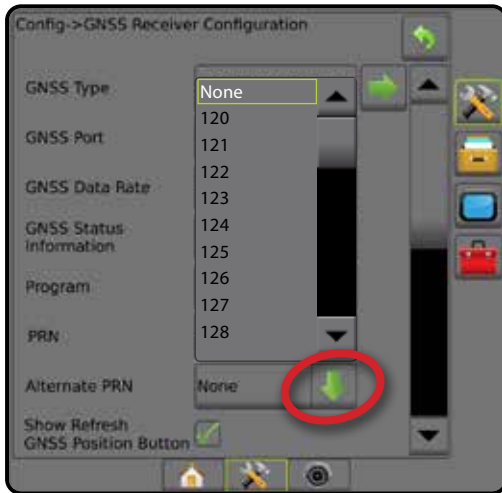 Config->GNSS Receiver Configuration
GNSS Type
None
120
121
GNSS Port
122
123
GNSS Data Rate
124
GNSS Status
Information
125
126
Program
127
PRN
128
Alternate PRN
None
Show Refresh
GNSS Position Button